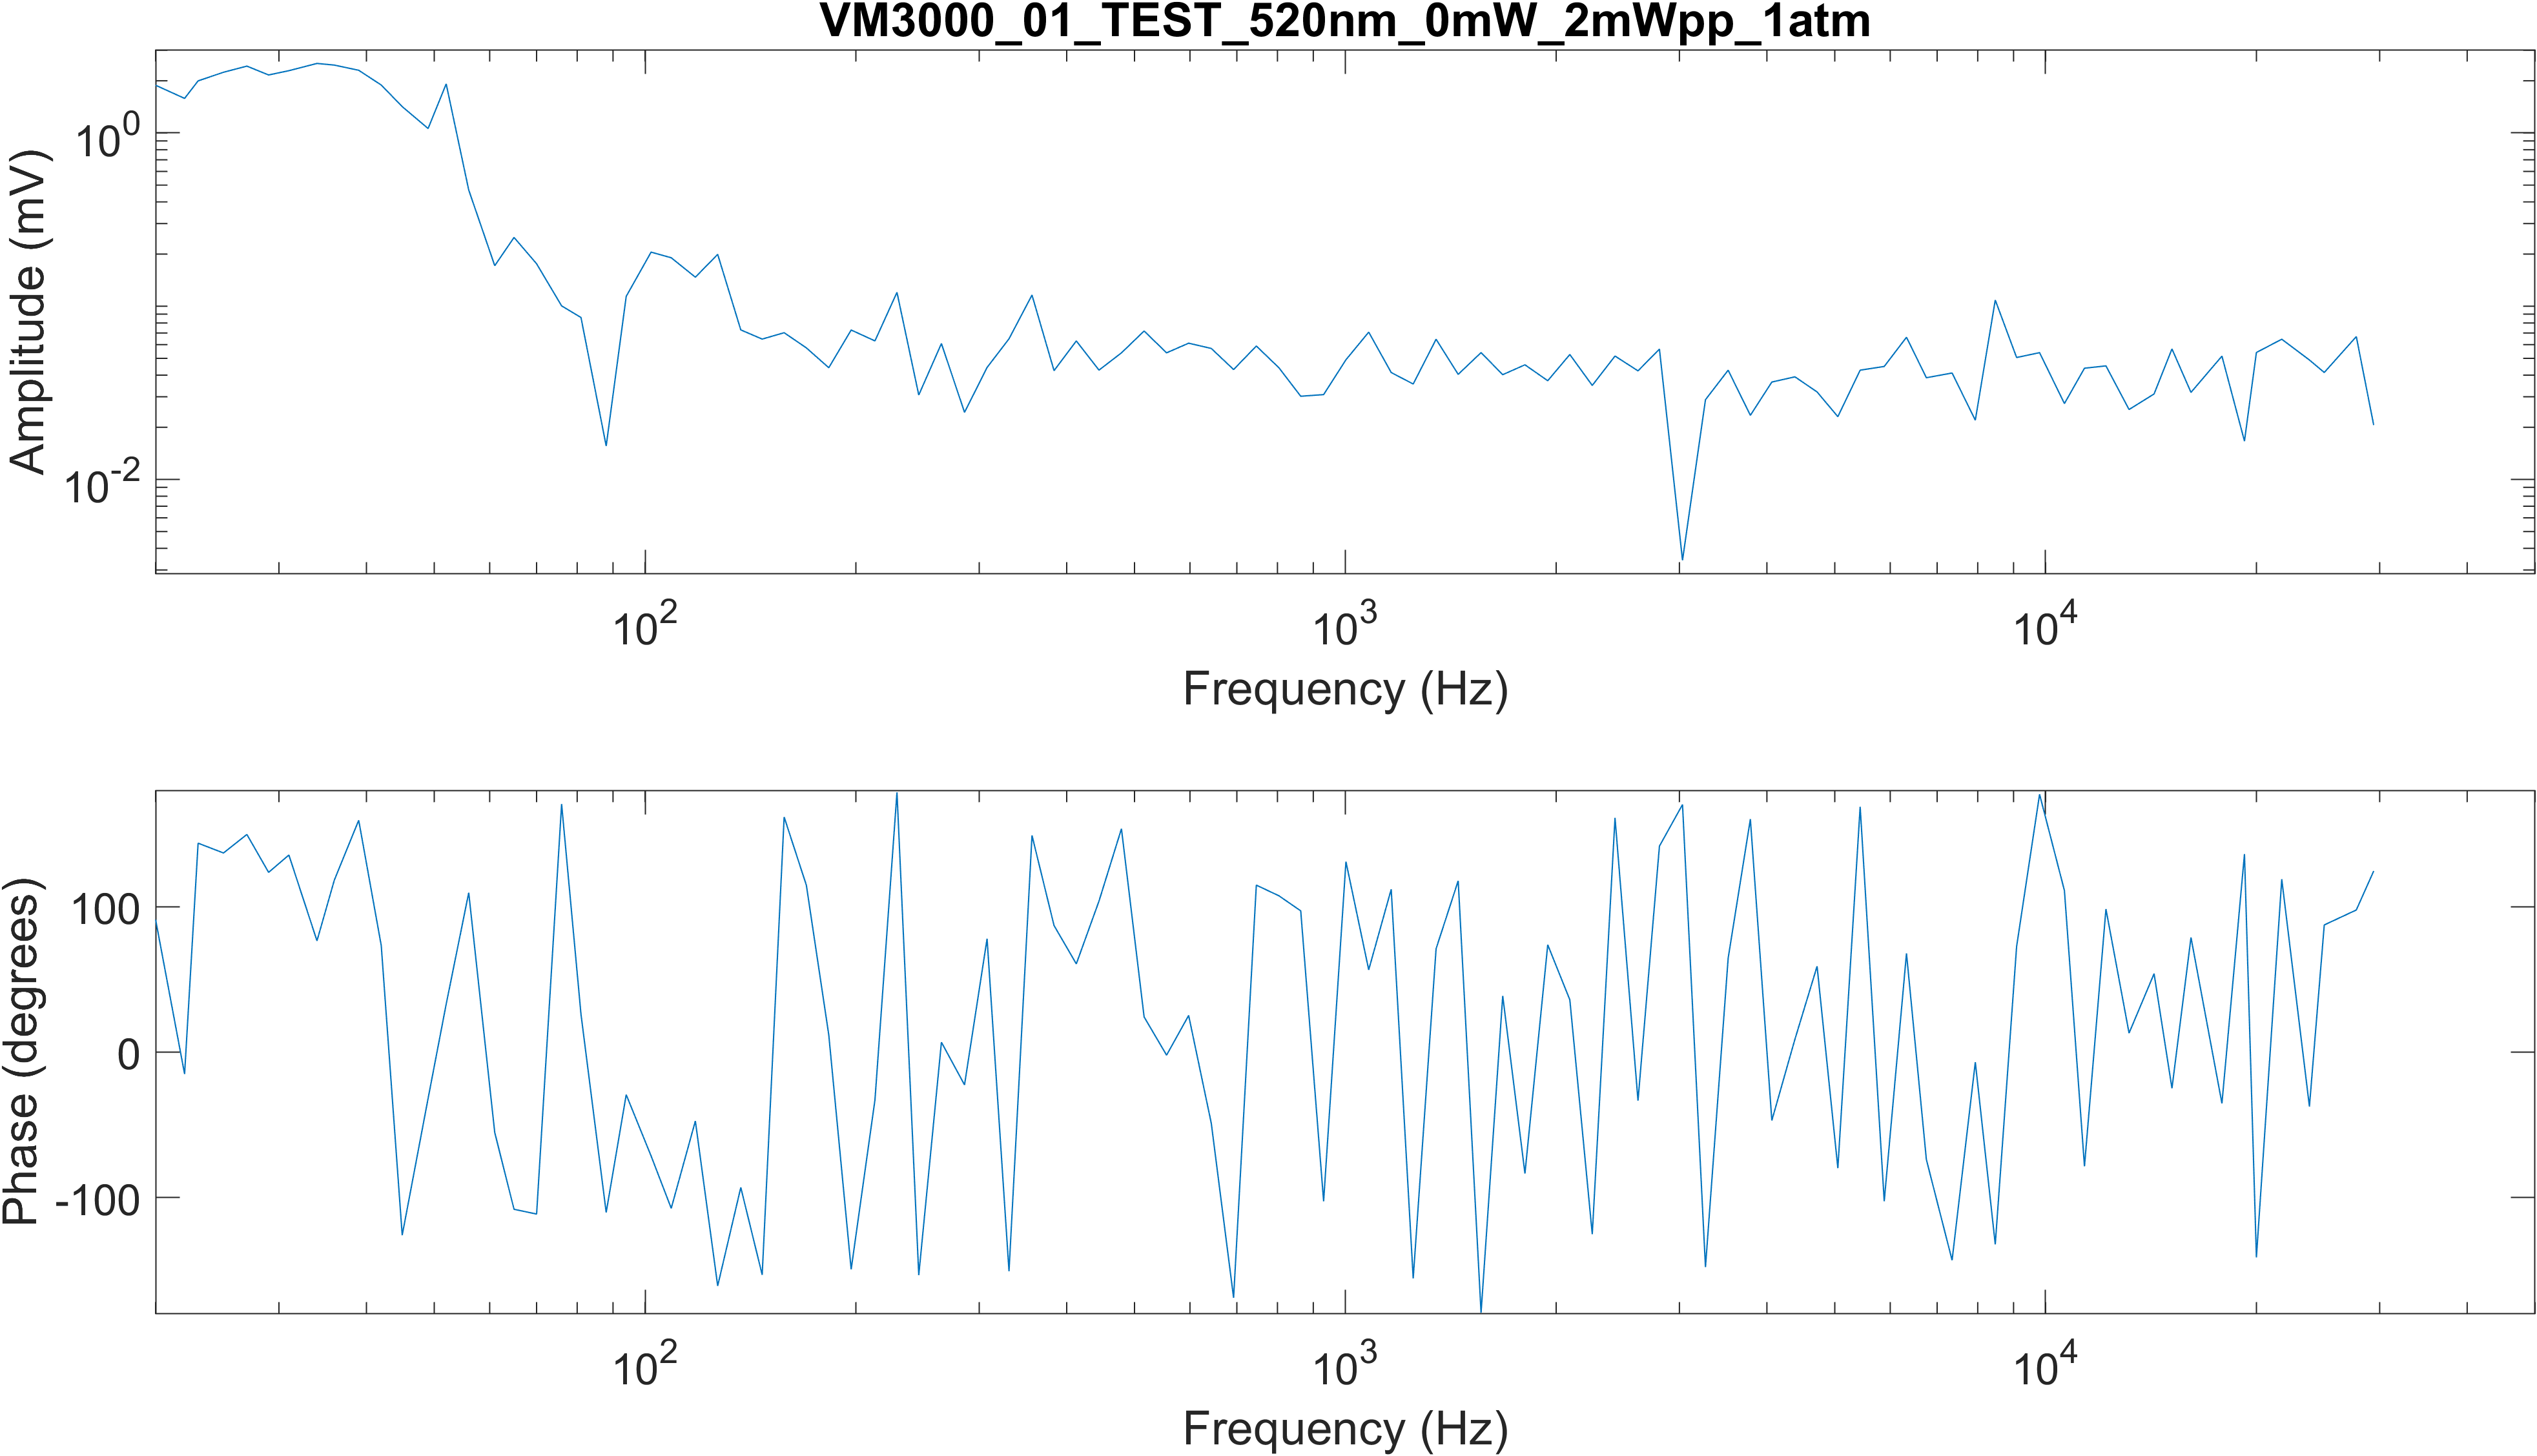 VM3000_01_TEST_520nm_0mW_2mWpp_1atm
Amplitude (mV)
10^0
10^-2
10^2
10^3
10^4
Frequency (Hz)
Phase (degrees)
100
0
-100
10^2
10^3
10^4
Frequency (Hz)